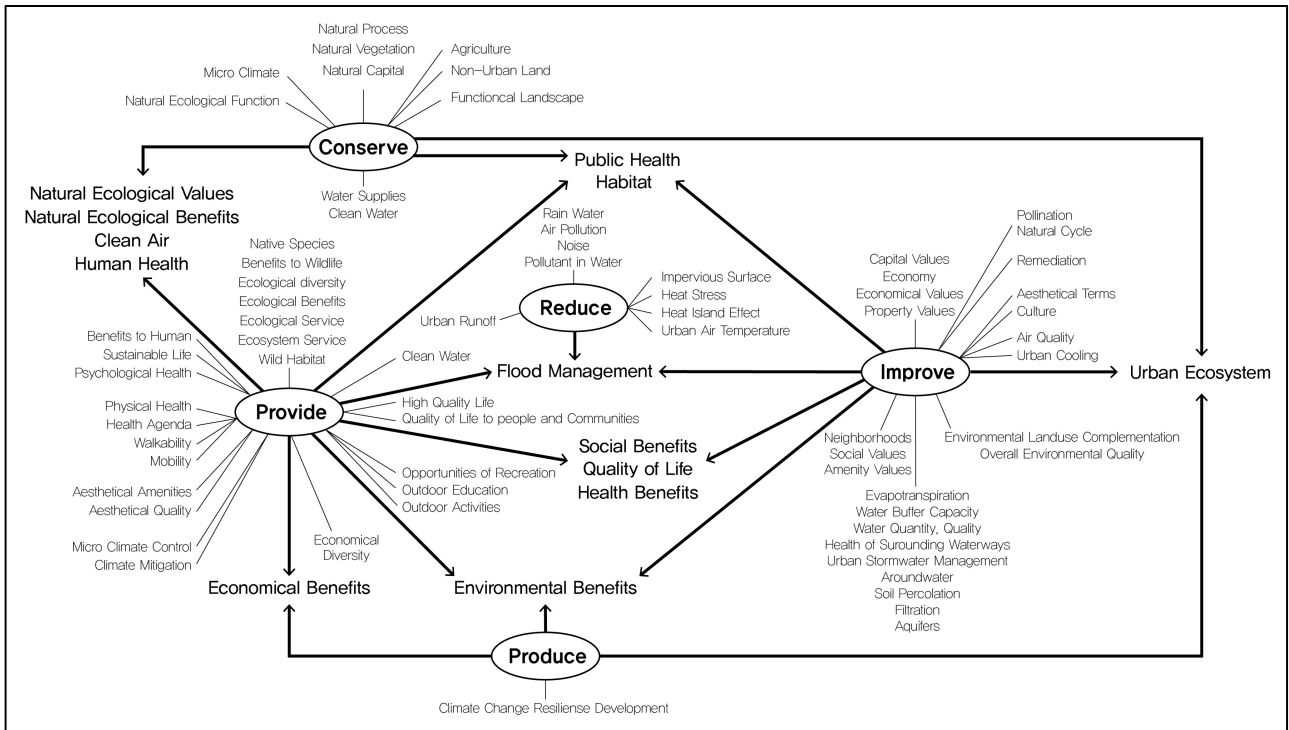 Natural Process
Natural Vegetation
Natural Capital
Micro Climate
Natural Ecological Function
Agriculture
Non-Urban Land
Functioncal Landscape
Conserve
Water Supplies
Clean Water
Public Health
Habitat
Natural Ecological Values
Natural Ecological Benefits
Clean Air
Human Health
Native Species
Benefits to Wildlife
Ecological diversity
Ecological Benefits
Ecological Service
Ecosystem Service
Wild Habitat
Rain Water
Air Pollution
Noise
Pollutant in Water
Reduce
Urban Runoff
Impervious Surface
Heat Stress
Heat Island Effect
Urban Air Temperature
Capital Values
Economy
Economical Values
Property Values
Pollination
Natural Cycle
Remediation
Aesthetical Terms
Culture
Air Quality
Urban Cooling
Improve
Urban Ecosystem
Flood Management
Benefits to Human
Sustainable Life
Psychological Health
Physical Health
Health Agenda
Walkability
Mobility
Aesthetical Amenities
Aesthetical Quality
Micro Climate Control
Climate Mitigation
Provide
Clean Water
High Quality Life
Quality of Life to people and Communities
Opportunities of Recreation
Outdoor Education
Outdoor Activities
Economical
Diversity
Social Benefits
Quality of Life
Health Benefits
Neighborhoods
Social Values
Amenity Values
Environmental Landuse Complementation
Overall Environmental Quality
Evapotranspiration
Water Buffer Capacity
Water Quantity, Quality
Health of Surounding Waterways
Urban Stormwater Management
Aroundwater
Soil Percolation
Filtration
Aquifers
Economical Benefits
Environmental Benefits
Produce
Climate Change Resiliense Development